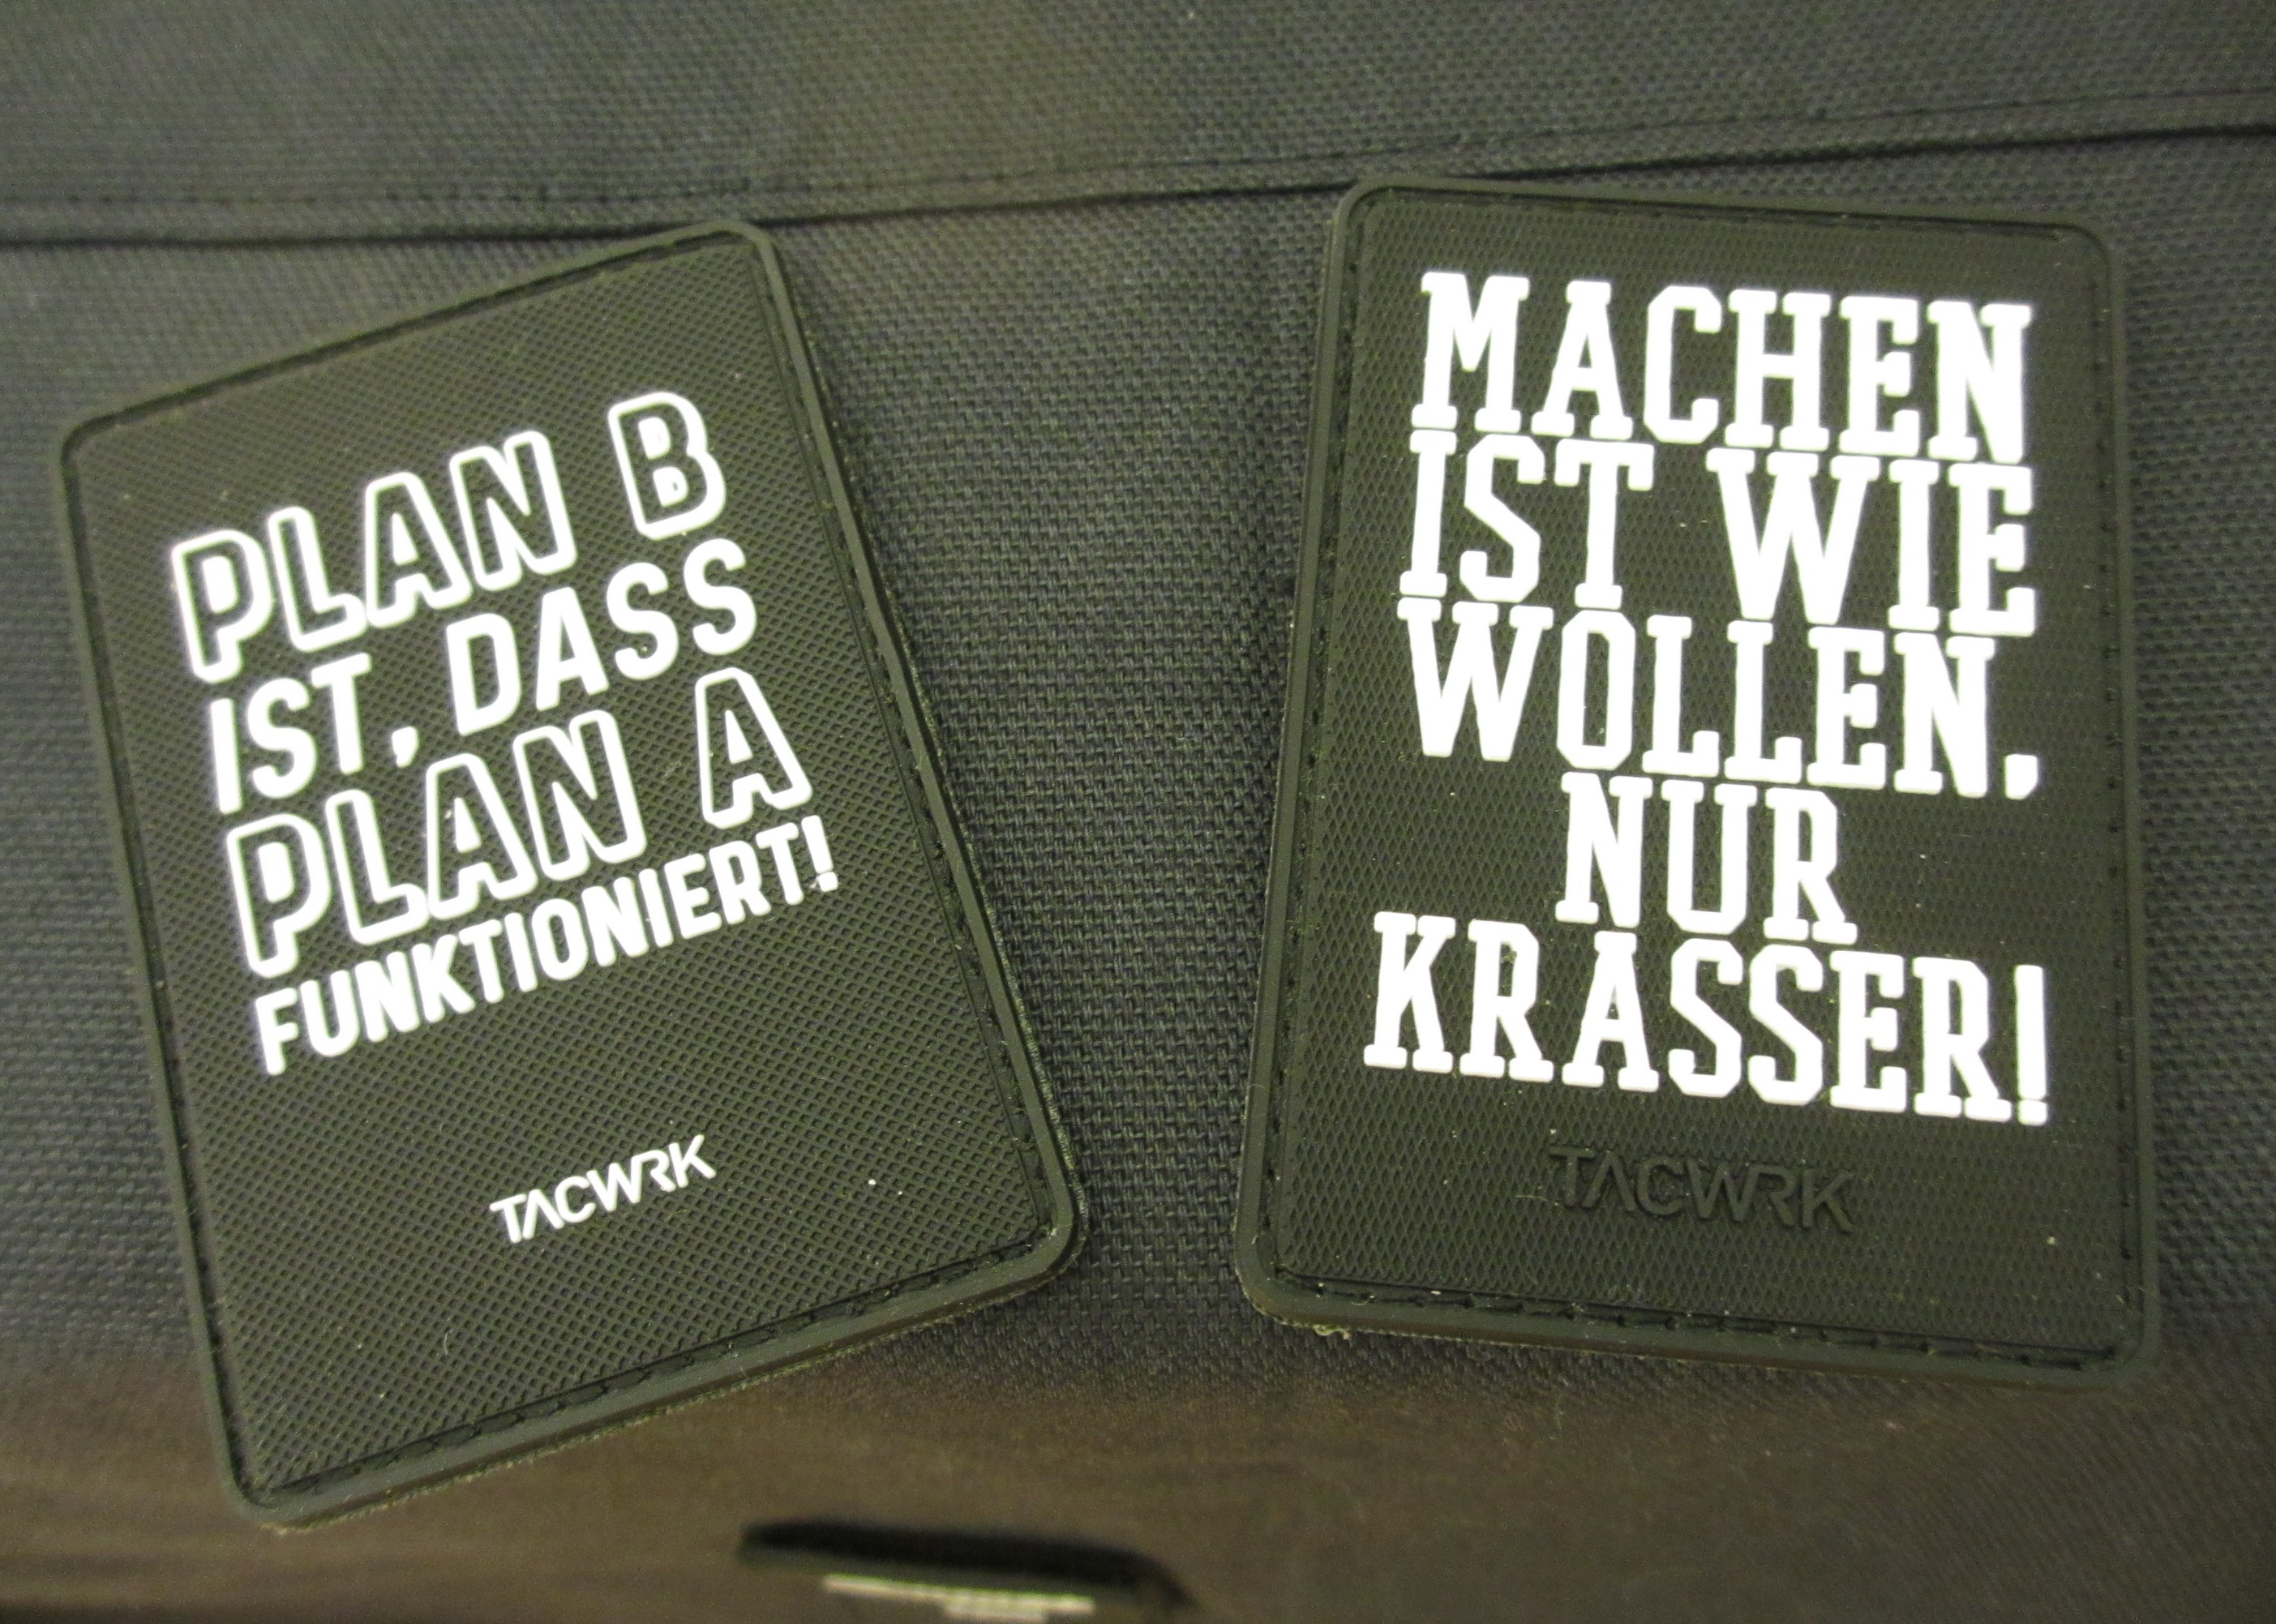 PLAN B
IST, DASS
PLAN A
FUNKTIONIERT!
TACWRK
MACHEN
IST WIE
WOLLEN,
NUR
KRASSER!
TACWRK